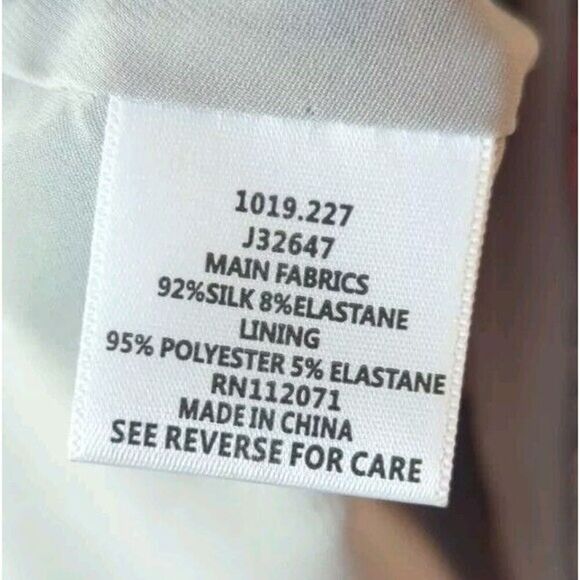 1019.227
J32647
MAIN FABRICS
92%SILK 8%ELASTANE
LINING
95% POLYESTER 5% ELASTANE
RN112071
MADE IN CHINA
SEE REVERSE FOR CARE